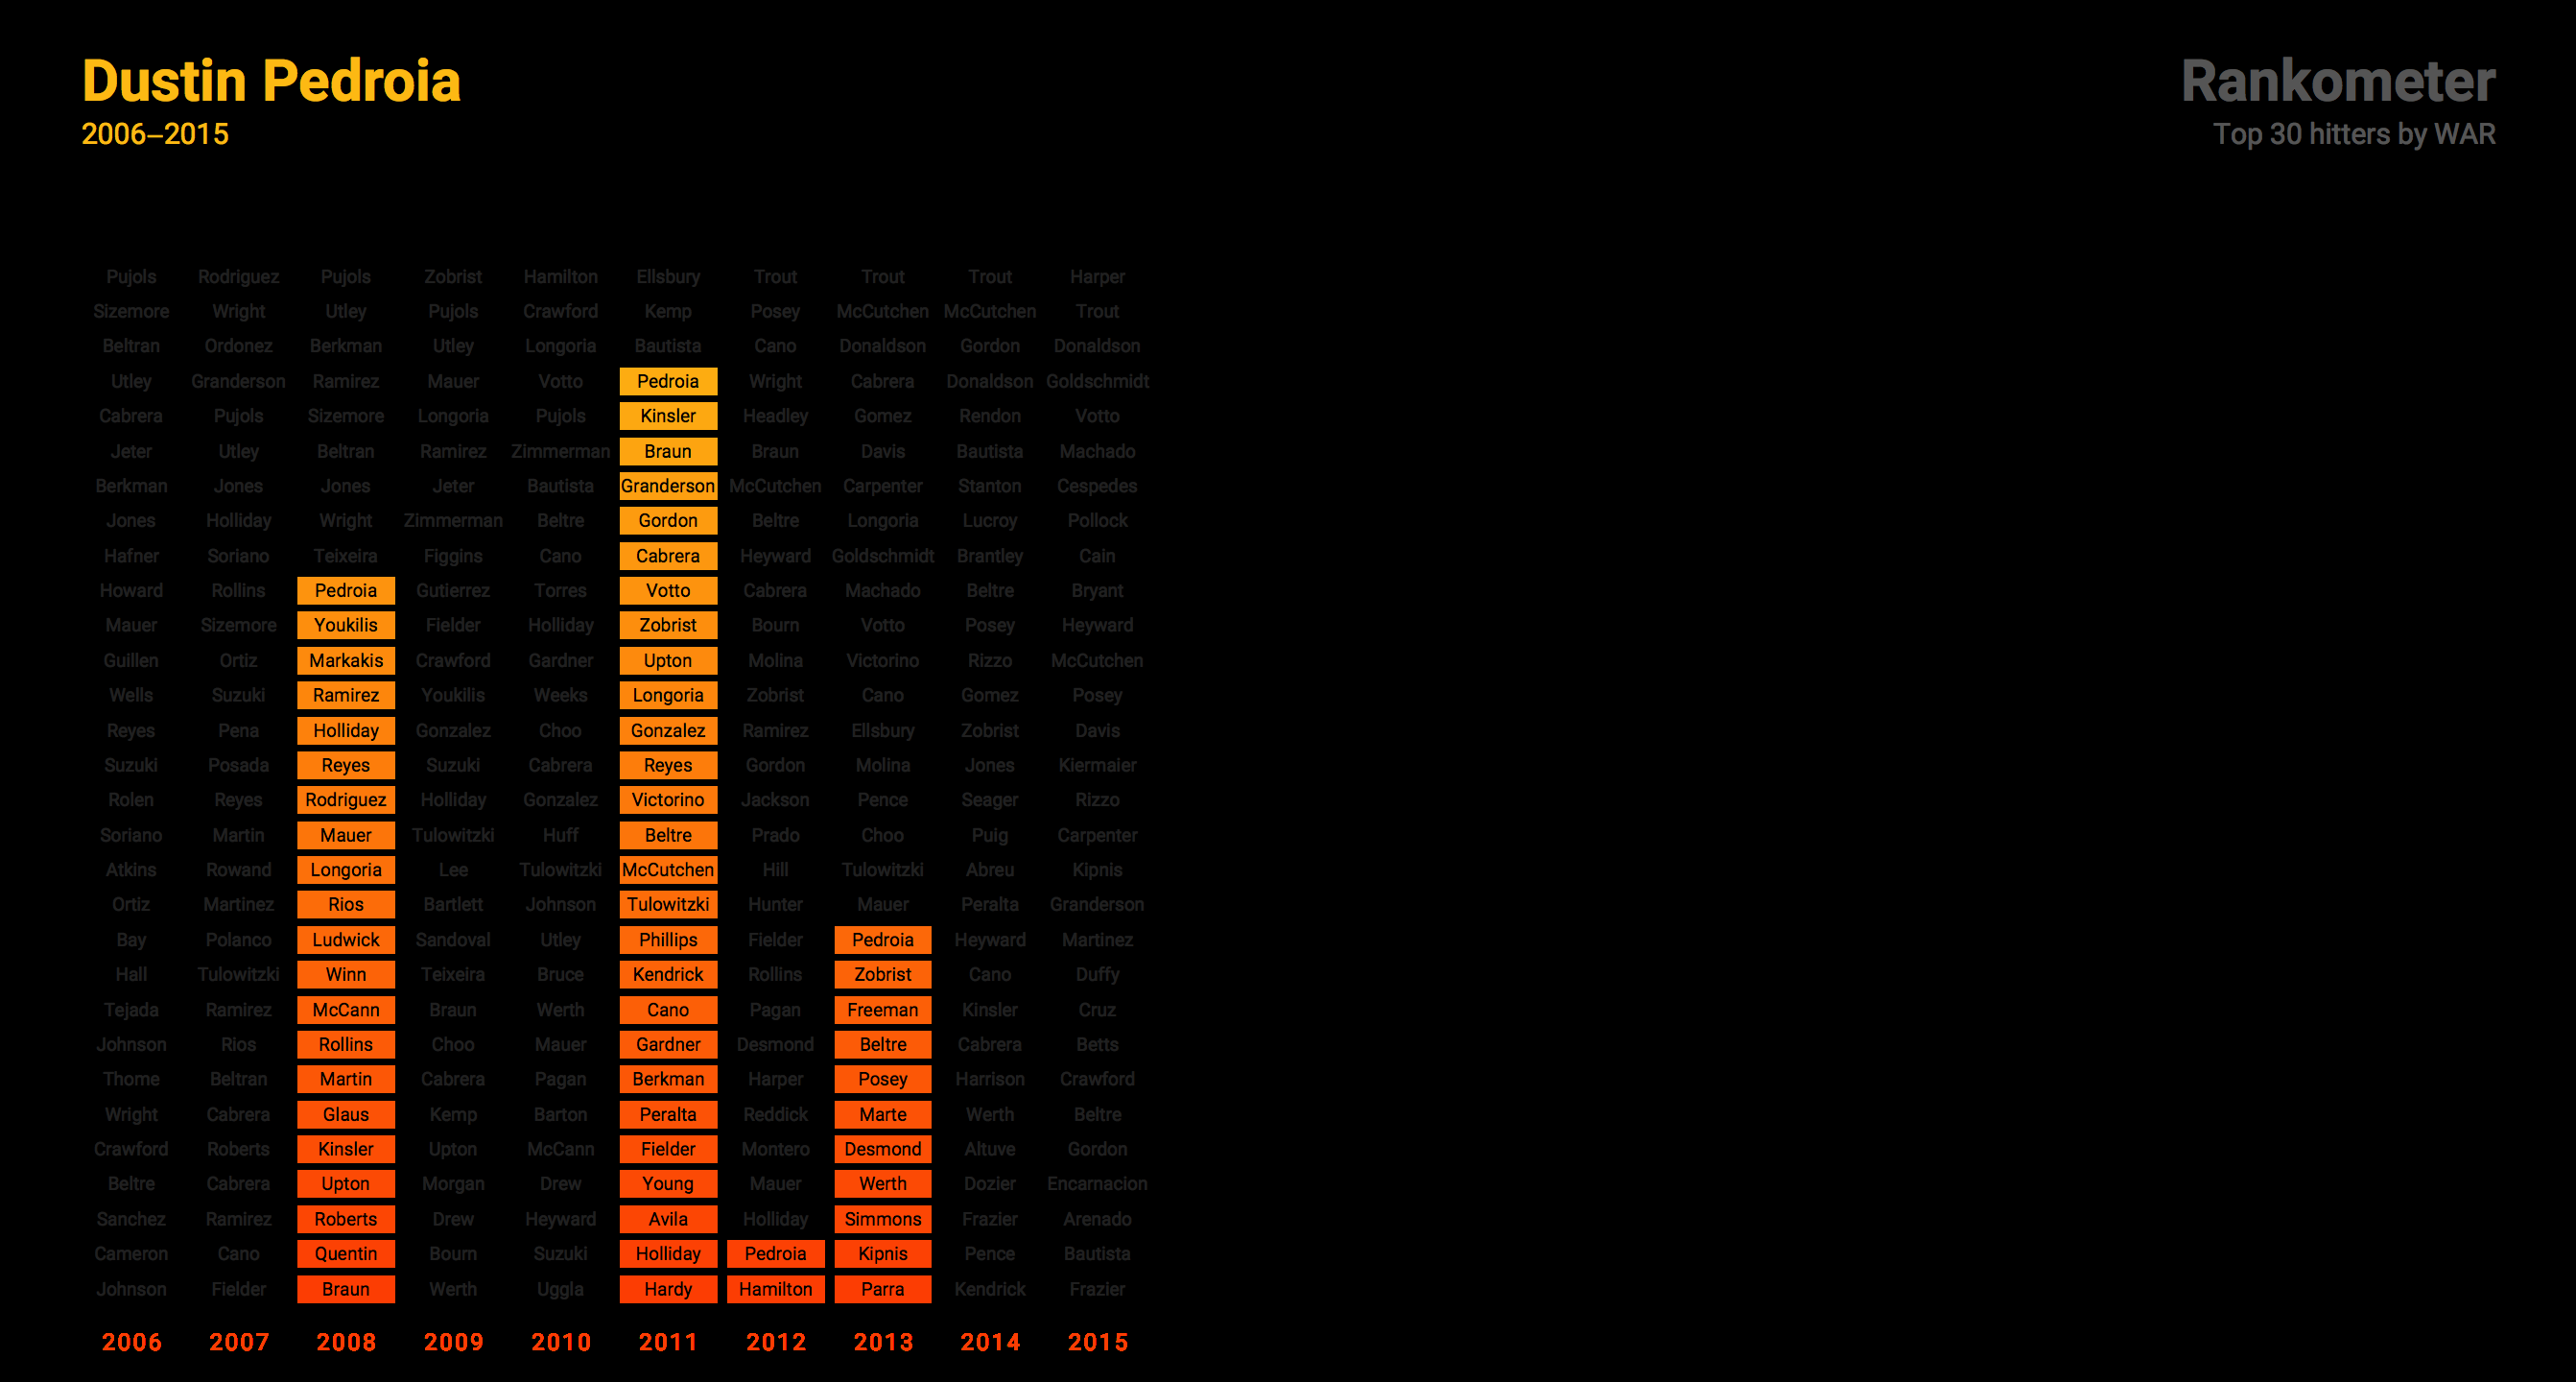 Dustin Pedroia
2006–2015
Rankometer
Top 30 hitters by WAR
Pujols Rodriguez Pujols Zobrist Hamilton Ellsbury Trout Trout Trout Harper
Sizemore Wright Utley Pujols Crawford Kemp Posey McCutchen McCutchen Trout
Beltran Ordonez Berkman Utley Longoria Bautista Cano Donaldson Gordon Donaldson
Utley Granderson Ramirez Mauer Votto Pedroia Wright Cabrera Donaldson Goldschmidt
Cabrera Pujols Sizemore Longoria Pujols Kinsler Headley Gomez Rendon Votto
Jeter Utley Beltran Ramirez Zimmerman Braun Braun Davis Bautista Machado
Berkman Jones Jones Jeter Bautista Granderson McCutchen Carpenter Stanton Cespedes
Jones Holliday Wright Zimmerman Beltre Gordon Beltre Longoria Lucroy Pollock
Hafner Soriano Teixeira Figgins Cano Cabrera Heyward Goldschmidt Brantley Cain
Howard Rollins Pedroia Gutierrez Torres Votto Cabrera Machado Beltre Bryant
Mauer Sizemore Youkilis Fielder Holliday Zobrist Bourn Votto Posey Heyward
Guillen Ortiz Markakis Crawford Gardner Upton Molina Victorino Rizzo McCutchen
Wells Suzuki Ramirez Youkilis Weeks Longoria Zobrist Cano Gomez Posey
Reyes Pena Holliday Gonzalez Choo Gonzalez Ramirez Ellsbury Zobrist Davis
Suzuki Posada Reyes Suzuki Cabrera Reyes Gordon Molina Jones Kiermaier
Rolen Reyes Rodriguez Holliday Gonzalez Victorino Jackson Pence Seager Rizzo
Soriano Martin Mauer Tulowitzki Huff Beltre Prado Choo Puig Carpenter
Atkins Rowand Longoria Lee Tulowitzki McCutchen Hill Tulowitzki Abreu Kipnis
Ortiz Martinez Rios Bartlett Johnson Tulowitzki Hunter Mauer Peralta Granderson
Bay Polanco Ludwick Sandoval Utley Phillips Fielder Pedroia Heyward Martinez
Hall Tulowitzki Winn Teixeira Bruce Kendrick Rollins Zobrist Cano Duffy
Tejada Ramirez McCann Braun Werth Cano Pagan Freeman Kinsler Cruz
Johnson Rios Rollins Choo Mauer Gardner Desmond Beltre Cabrera Betts
Thome Beltran Martin Cabrera Pagan Berkman Harper Posey Harrison Crawford
Wright Cabrera Glaus Kemp Barton Peralta Reddick Marte Werth Beltre
Crawford Roberts Kinsler Upton McCann Fielder Montero Desmond Altuve Gordon
Beltre Cabrera Upton Morgan Drew Young Mauer Werth Dozier Encarnacion
Sanchez Ramirez Roberts Drew Heyward Avila Holliday Simmons Frazier Arenado
Cameron Cano Quentin Bourn Suzuki Holliday Pedroia Kipnis Pence Bautista
Johnson Fielder Braun Werth Uggla Hardy Hamilton Parra Kendrick Frazier
2006 2007 2008 2009 2010 2011 2012 2013 2014 2015